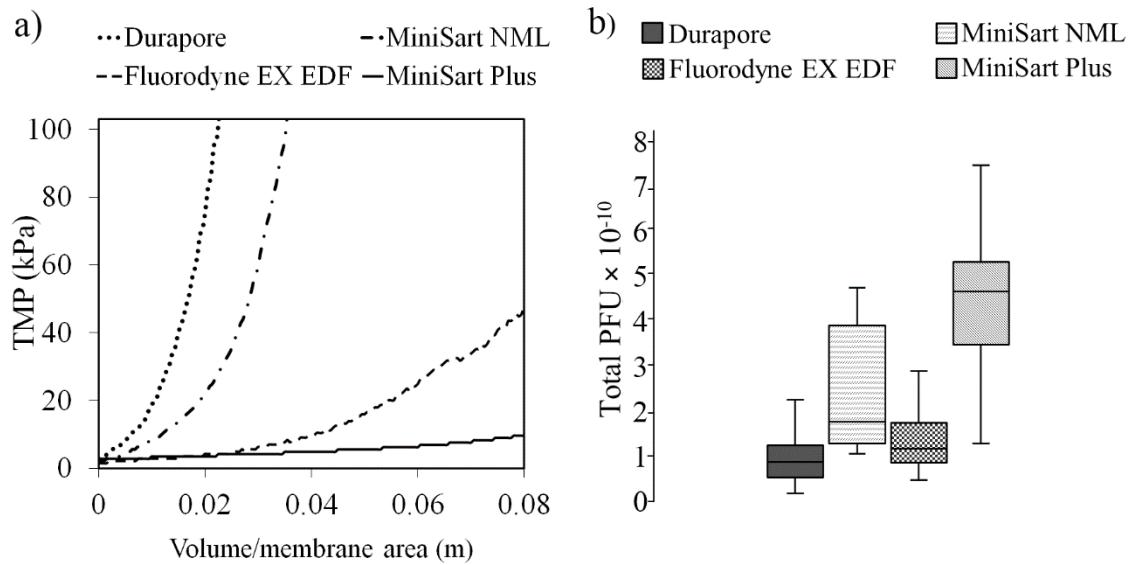 a)
Durapore
MiniSart NML
Fluorodyne EX EDF
MiniSart Plus
TMP (kPa)
100
80
60
40
20
0
0 0.02 0.04 0.06 0.08
Volume/membrane area (m)
b)
Durapore
MiniSart NML
Fluorodyne EX EDF
MiniSart Plus
Total PFU × 10⁻¹⁰
8
7
6
5
4
3
2
1
0